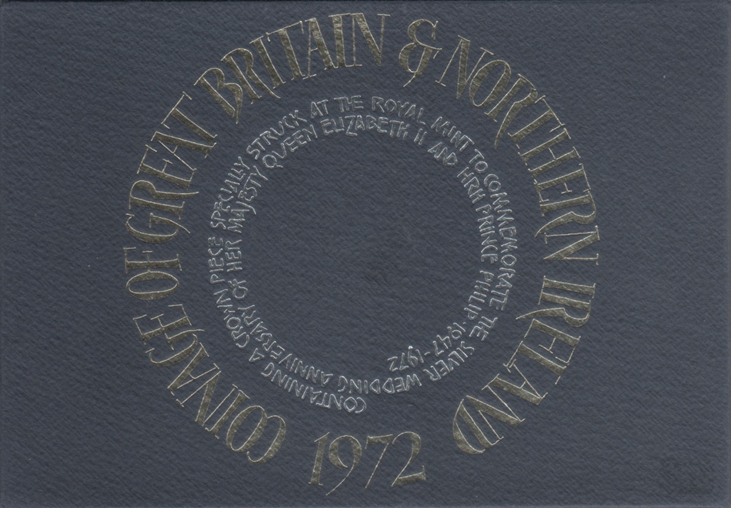 COINAGE OF GREAT BRITAIN & NORTHERN IRELAND
1972
CONTAINING A CROWN PIECE SPECIALLY STRUCK AT THE ROYAL MINT TO COMMEMORATE THE SILVER
WEDDING ANNIVERSARY OF HER MAJESTY QUEEN ELIZABETH II AND HRH PRINCE PHILIP · 1947-1972